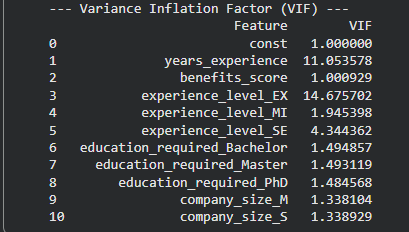 --- Variance Inflation Factor (VIF) ---
Feature VIF
0 const 1.000000
1 years_experience 11.053578
2 benefits_score 1.000929
3 experience_level_EX 14.675702
4 experience_level_MI 1.945398
5 experience_level_SE 4.344362
6 education_required_Bachelor 1.494857
7 education_required_Master 1.493119
8 education_required_PhD 1.484568
9 company_size_M 1.338104
10 company_size_S 1.338929